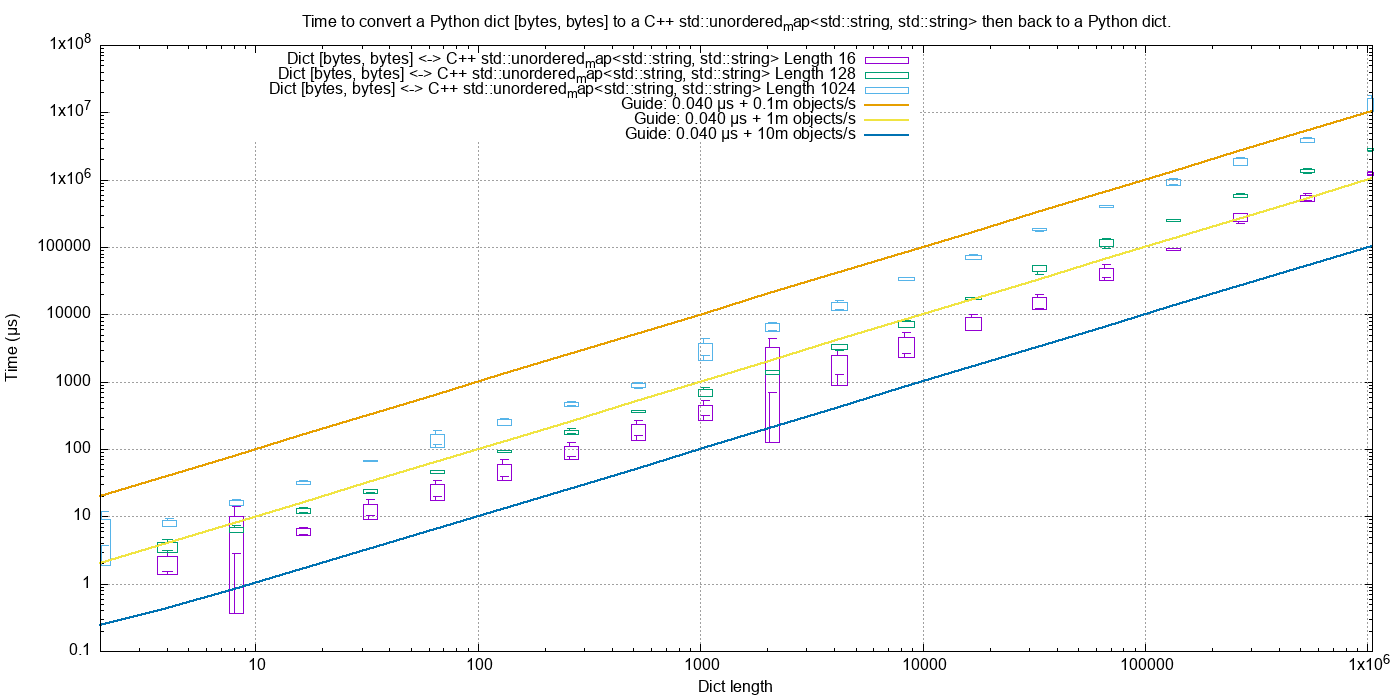 Time to convert a Python dict [bytes, bytes] to a C++ std::unordered_map<std::string, std::string> then back to a Python dict.
Dict [bytes, bytes] <-> C++ std::unordered_map<std::string, std::string> Length 16
Dict [bytes, bytes] <-> C++ std::unordered_map<std::string, std::string> Length 128
Dict [bytes, bytes] <-> C++ std::unordered_map<std::string, std::string> Length 1024
Guide: 0.040 µs + 0.1m objects/s
Guide: 0.040 µs + 1m objects/s
Guide: 0.040 µs + 10m objects/s
1x10^8
1x10^7
1x10^6
100000
10000
1000
100
10
1
0.1
Time (µs)
10 100 1000 10000 100000 1x10^6
Dict length